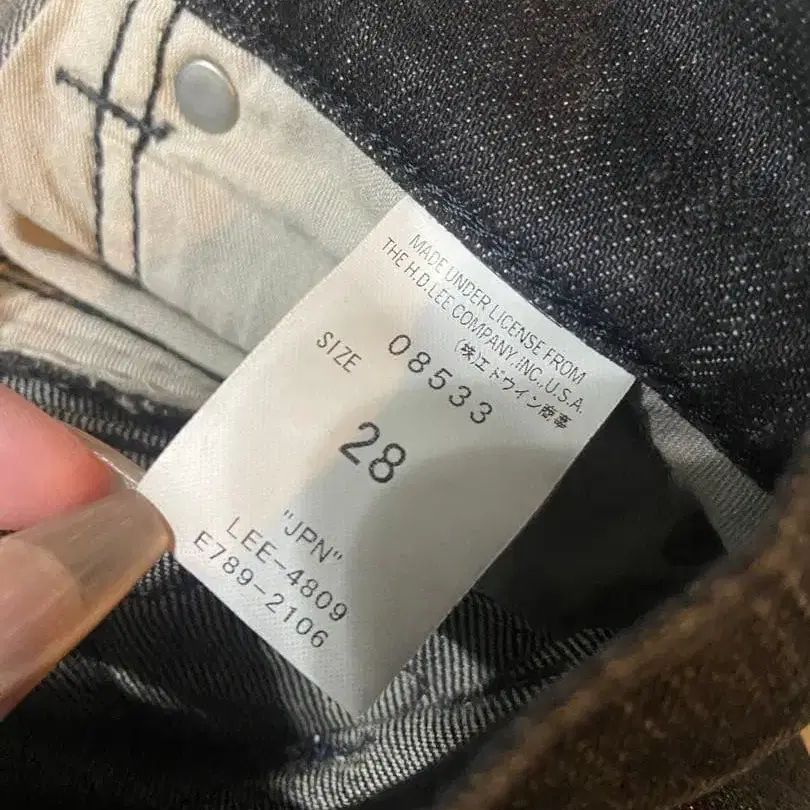 MADE UNDER LICENSE FROM
THE H.D.LEE COMPANY, INC., U.S.A.
(株)エドウイン商事
08533
SIZE
28
"JPN"
LEE-4809
E789-2106